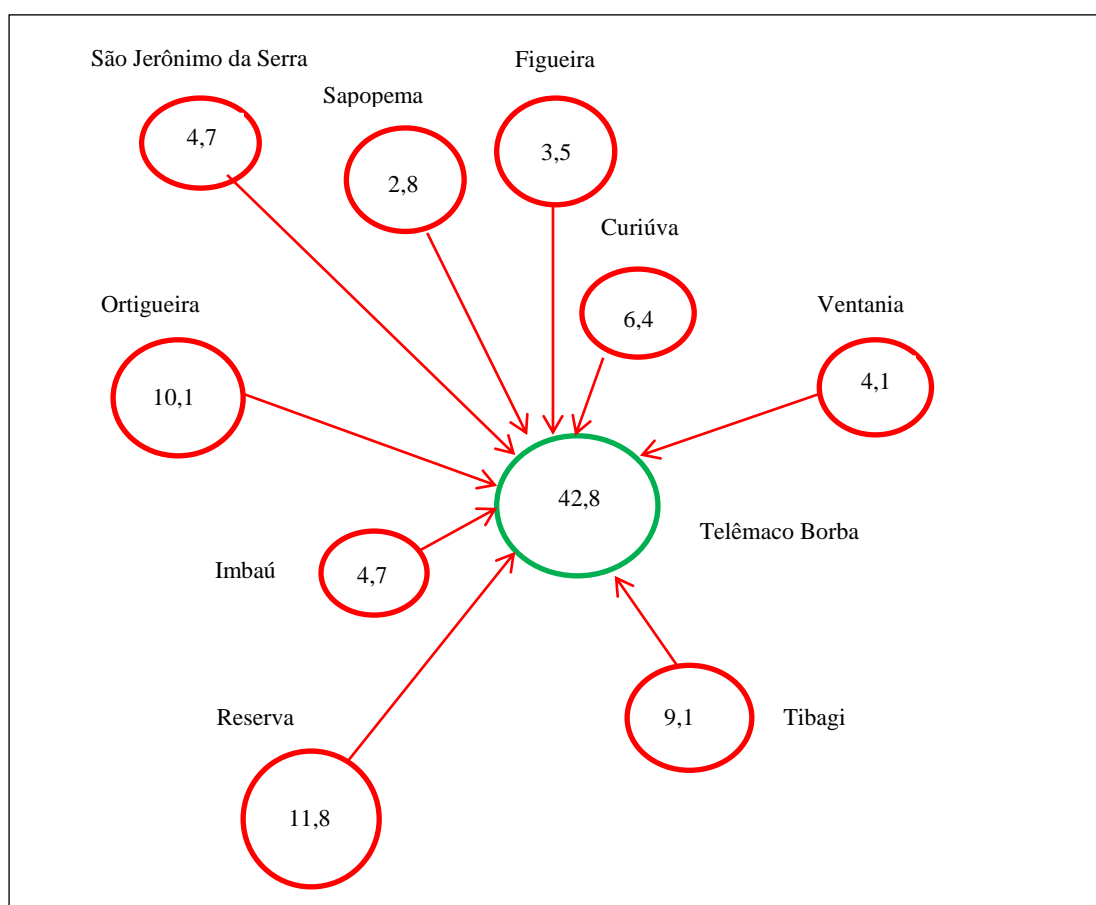 São Jerônimo da Serra
Figueira
Sapopema
4,7
3,5
2,8
Curiúva
Ortigueira
Ventania
6,4
4,1
10,1
42,8
Telêmaco Borba
Imbaú
4,7
Reserva
9,1
Tibagi
11,8